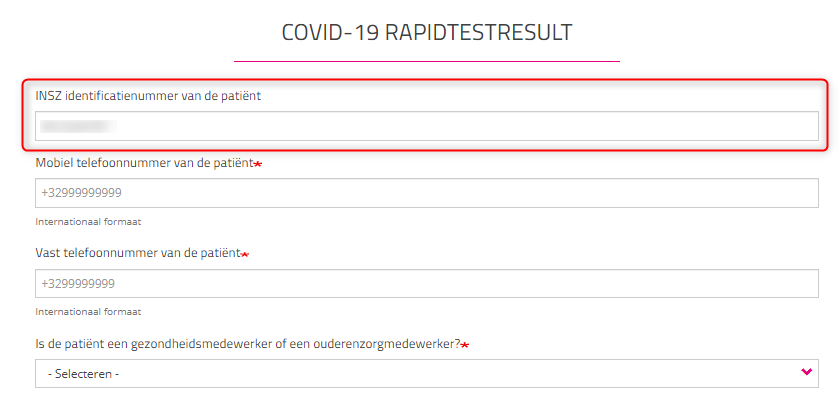 COVID-19 RAPIDTESTRESULT
INSZ identificatienummer van de patiënt
Mobiel telefoonnummer van de patiënt*
+32999999999
Internationaal formaat
Vast telefoonnummer van de patiënt*
+3299999999
Internationaal formaat
Is de patiënt een gezondheidsmedewerker of een ouderenzorgmedewerker?*
- Selecteren -